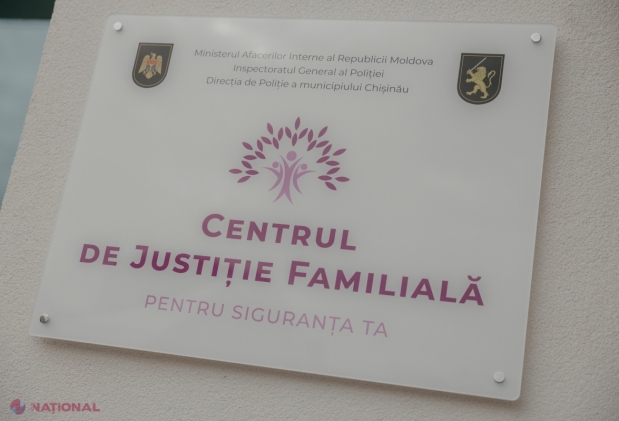 Ministerul Afacerilor Interne al Republicii Moldova
Inspectoratul General al Poliției
Direcția de Poliție a municipiului Chișinău
Centrul
de Justiție Familială
PENTRU SIGURANȚA TA
NAȚIONAL